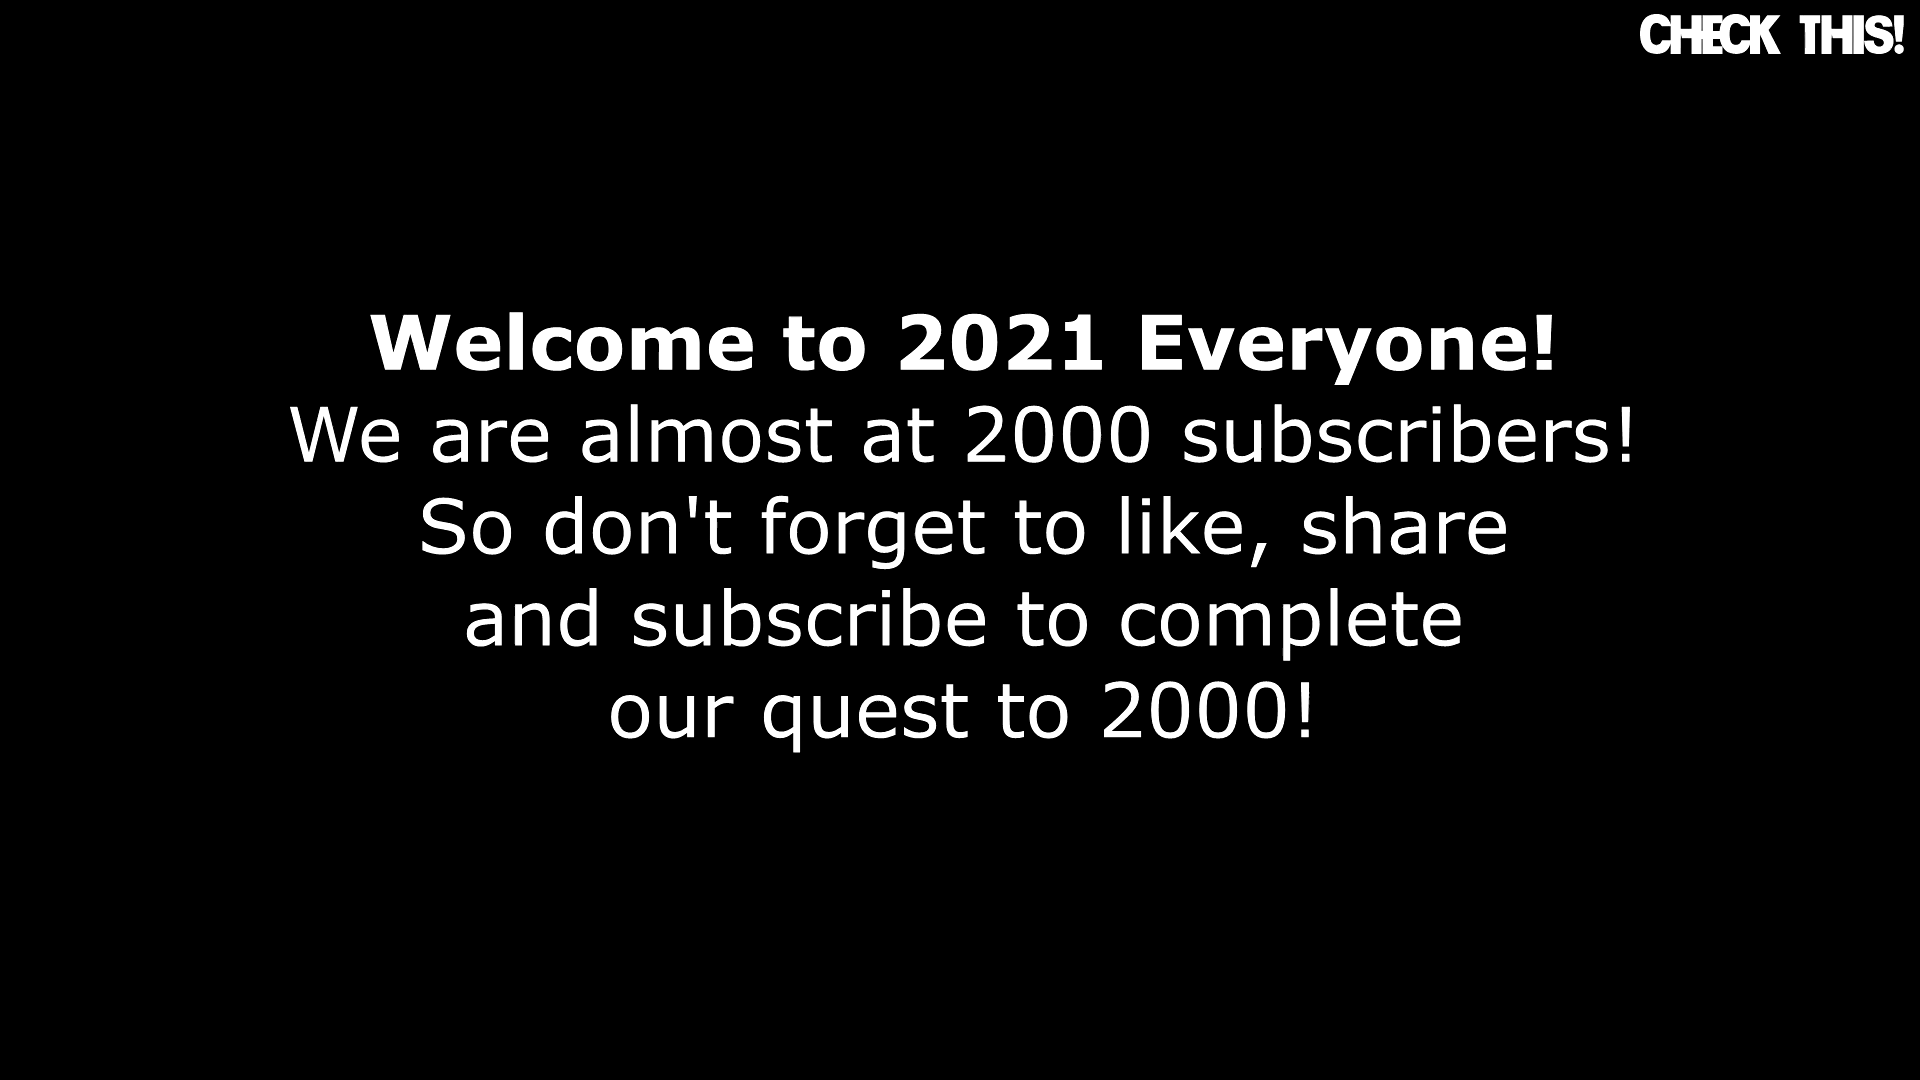 CHECK THIS!
Welcome to 2021 Everyone!
We are almost at 2000 subscribers!
So don't forget to like, share
and subscribe to complete
our quest to 2000!